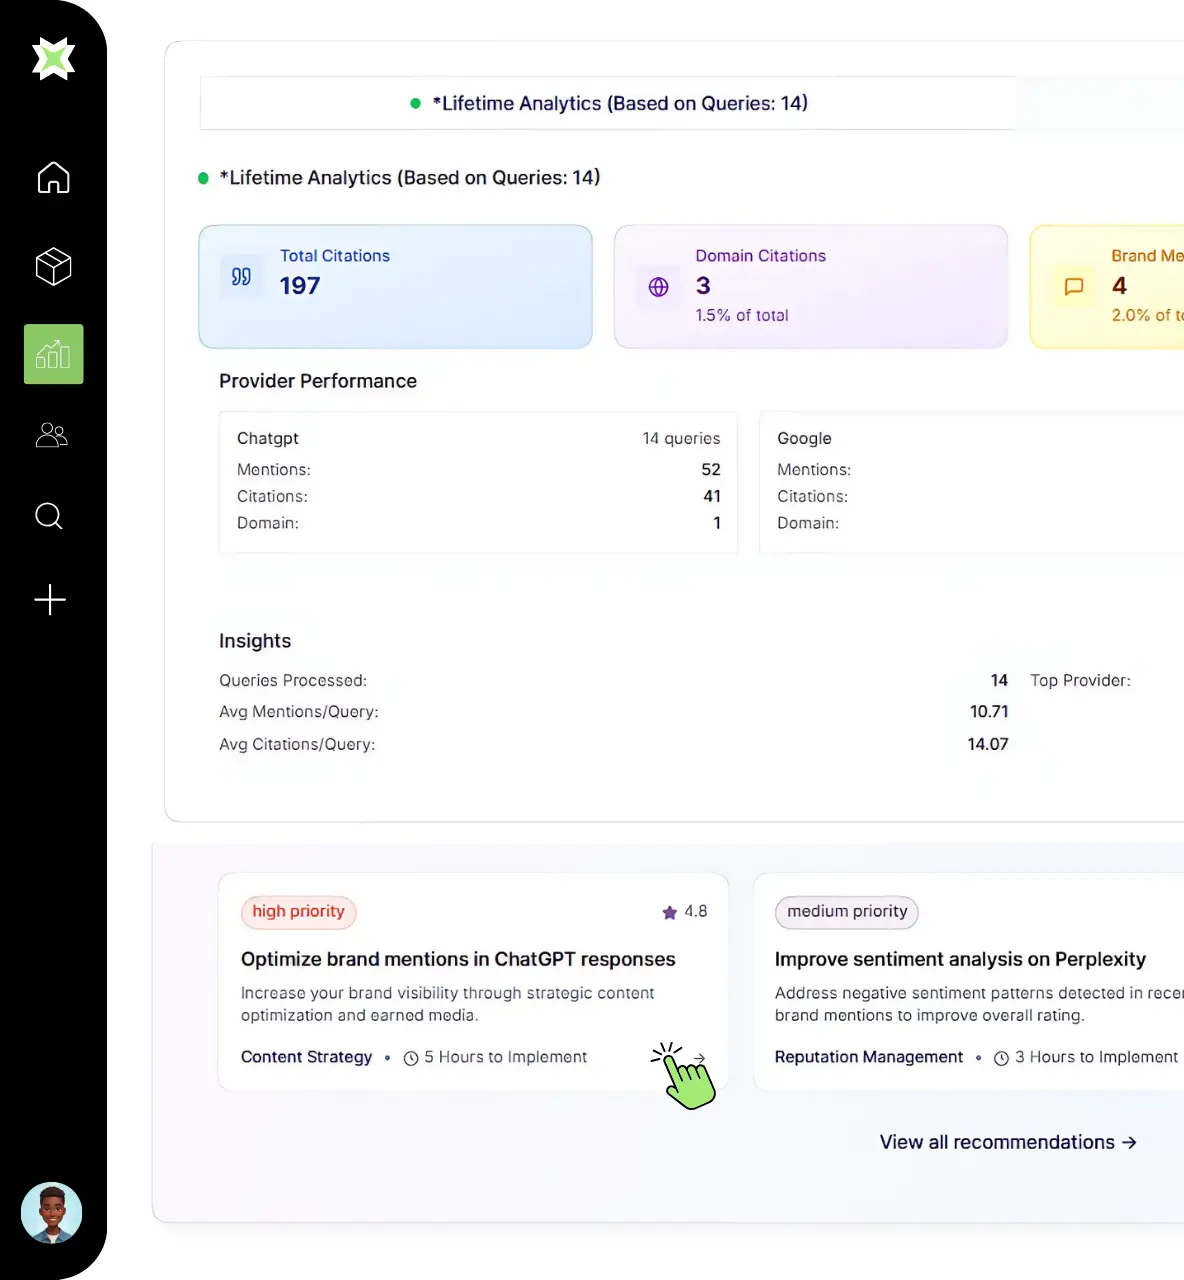 *Lifetime Analytics (Based on Queries: 14)
*Lifetime Analytics (Based on Queries: 14)
Total Citations
197
Domain Citations
3
1.5% of total
Brand Me
4
2.0% of to
Provider Performance
Chatgpt 14 queries
Mentions: 52
Citations: 41
Domain: 1
Google
Mentions:
Citations:
Domain:
Insights
Queries Processed: 14 Top Provider:
Avg Mentions/Query: 10.71
Avg Citations/Query: 14.07
high priority 4.8
Optimize brand mentions in ChatGPT responses
Increase your brand visibility through strategic content
optimization and earned media.
Content Strategy • 5 Hours to Implement →
medium priority
Improve sentiment analysis on Perplexity
Address negative sentiment patterns detected in recen
brand mentions to improve overall rating.
Reputation Management • 3 Hours to Implement
View all recommendations →